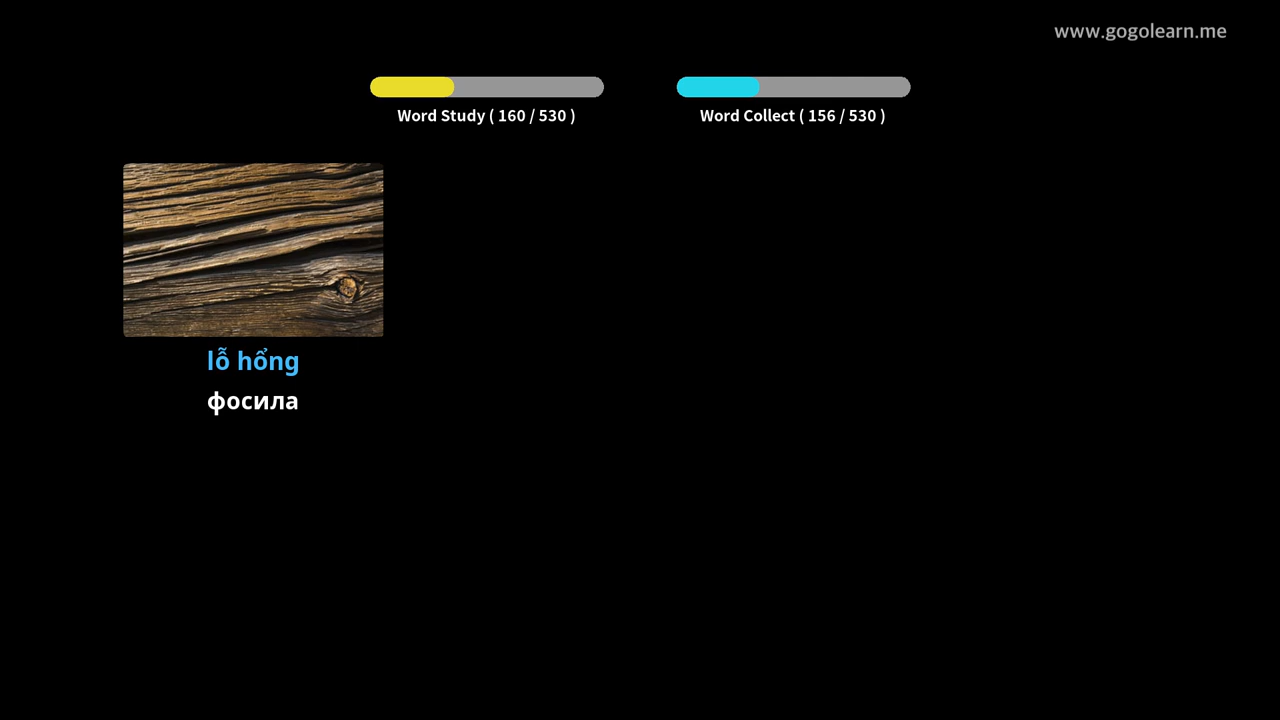 www.gogolearn.me
Word Study ( 160 / 530 )
Word Collect ( 156 / 530 )
lỗ hổng
фосила